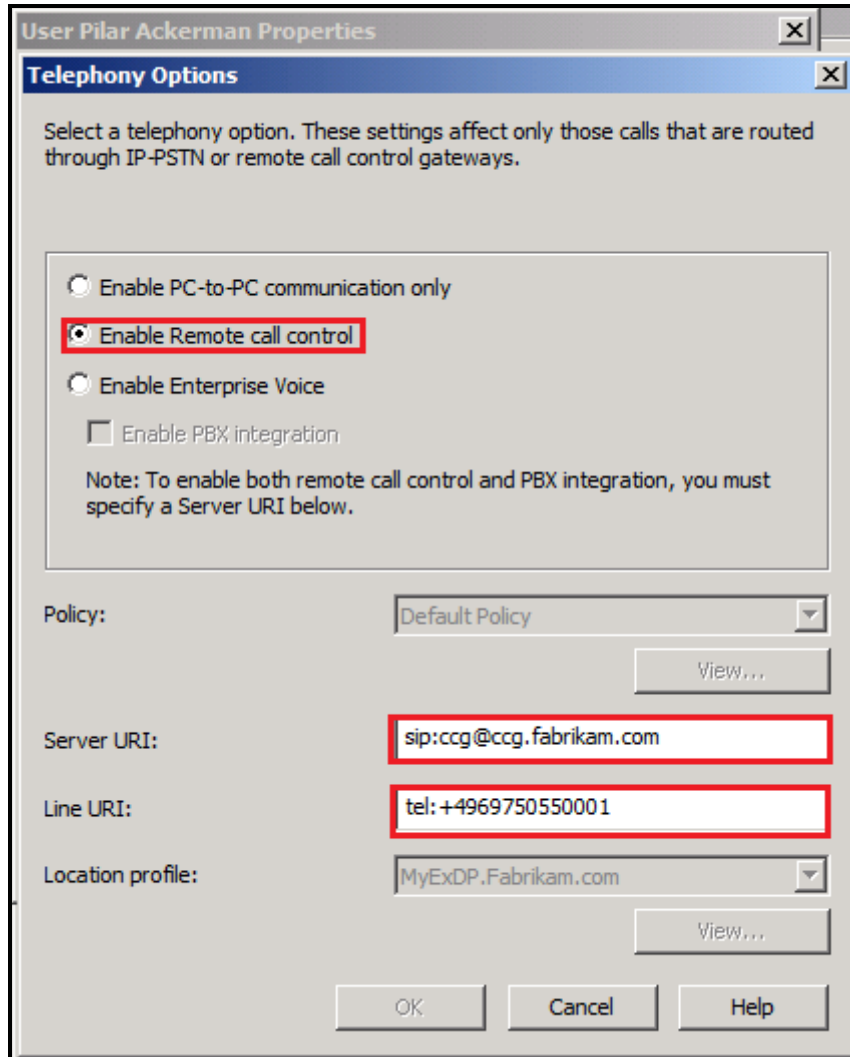 User Pilar Ackerman Properties
Telephony Options
Select a telephony option. These settings affect only those calls that are routed
through IP-PSTN or remote call control gateways.
Enable PC-to-PC communication only
Enable Remote call control
Enable Enterprise Voice
Enable PBX integration
Note: To enable both remote call control and PBX integration, you must
specify a Server URI below.
Policy:
Default Policy
View...
Server URI:
sip:ccg@ccg.fabrikam.com
Line URI:
tel:+4969750550001
Location profile:
MyExDP.Fabrikam.com
View...
OK
Cancel
Help